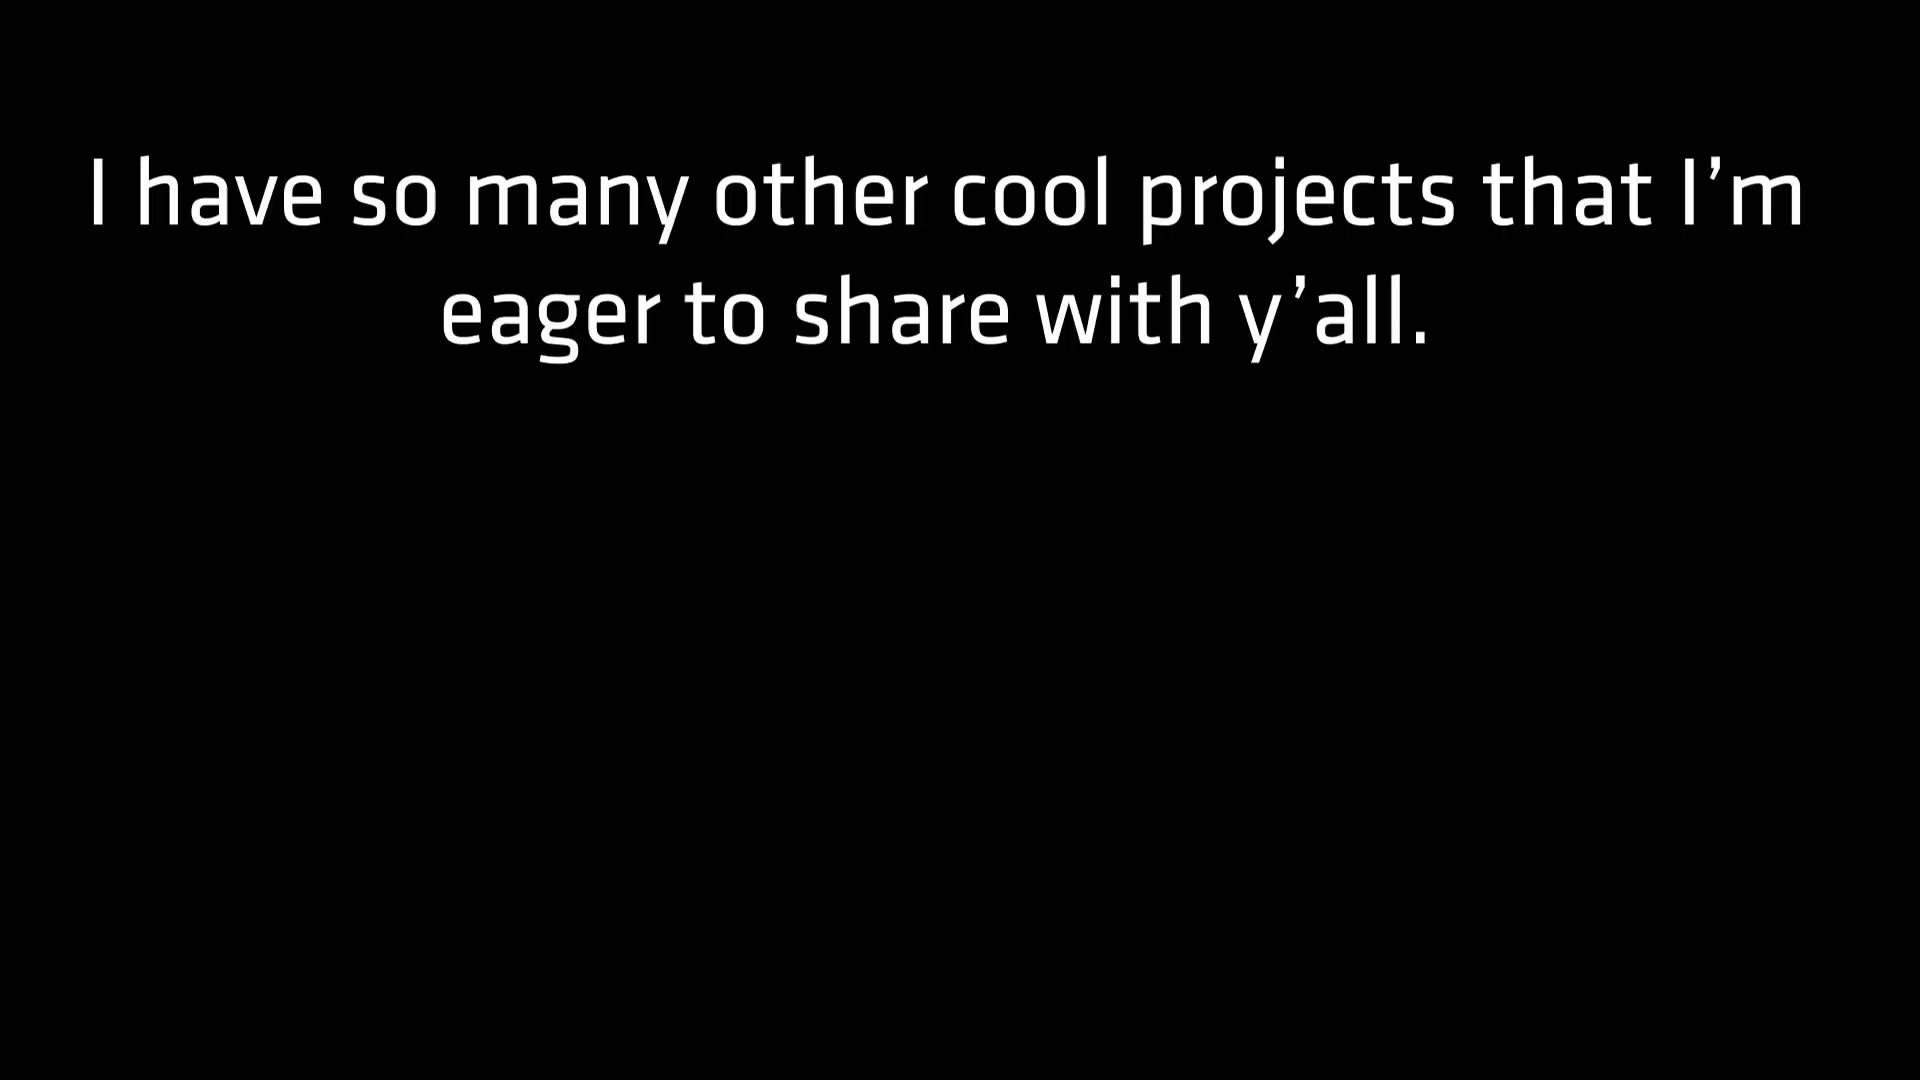 I have so many other cool projects that I’m
eager to share with y’all.